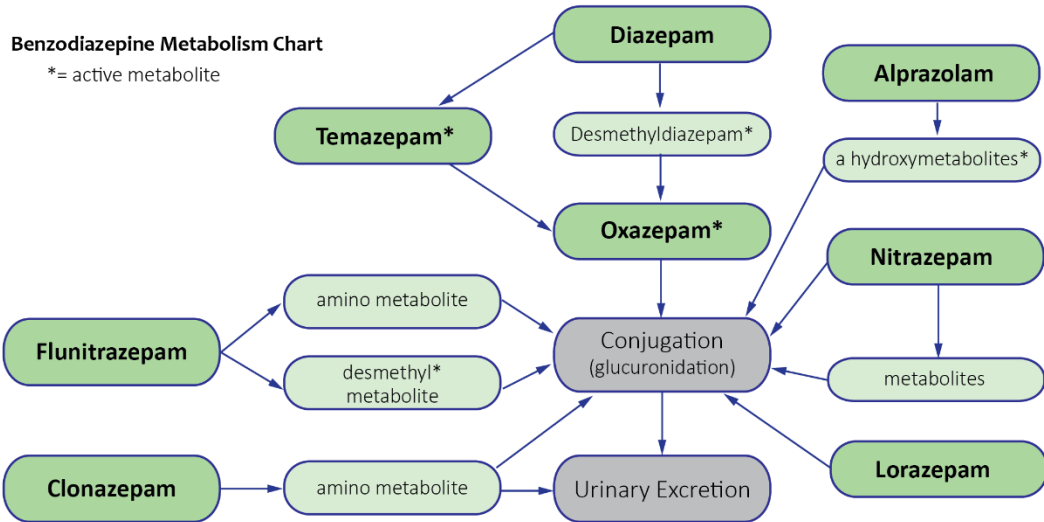 Benzodiazepine Metabolism Chart
*= active metabolite
Diazepam
Alprazolam
Temazepam*
Desmethyldiazepam*
a hydroxymetabolites*
Oxazepam*
Nitrazepam
amino metabolite
Flunitrazepam
Conjugation
(glucuronidation)
desmethyl*
metabolite
metabolites
Clonazepam
amino metabolite
Urinary Excretion
Lorazepam